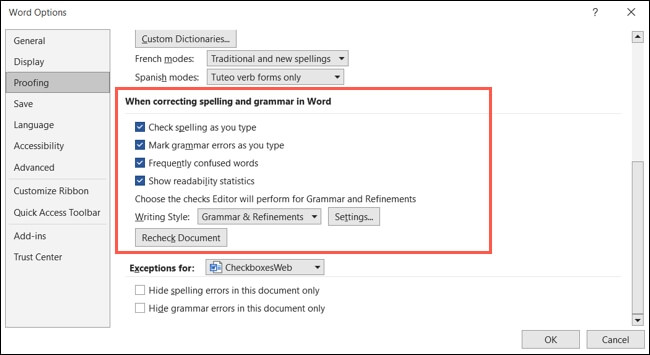 Word Options
?
×
General
Display
Proofing
Save
Language
Accessibility
Advanced
Customize Ribbon
Quick Access Toolbar
Add-ins
Trust Center
Custom Dictionaries...
French modes: Traditional and new spellings
Spanish modes: Tuteo verb forms only
When correcting spelling and grammar in Word
Check spelling as you type
Mark grammar errors as you type
Frequently confused words
Show readability statistics
Choose the checks Editor will perform for Grammar and Refinements
Writing Style: Grammar & Refinements Settings...
Recheck Document
Exceptions for: CheckboxesWeb
Hide spelling errors in this document only
Hide grammar errors in this document only
OK Cancel